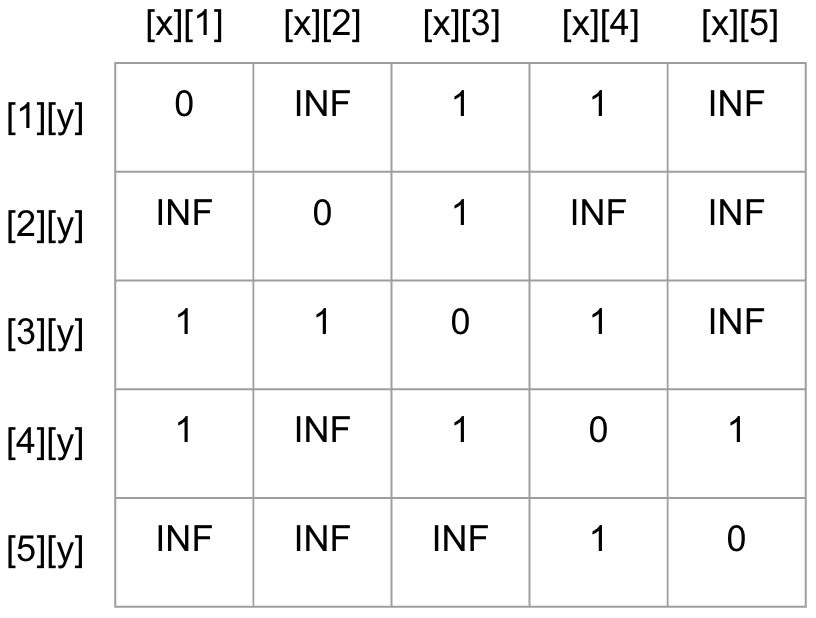 [x][1] [x][2] [x][3] [x][4] [x][5]
[1][y] 0 INF 1 1 INF
[2][y] INF 0 1 INF INF
[3][y] 1 1 0 1 INF
[4][y] 1 INF 1 0 1
[5][y] INF INF INF 1 0